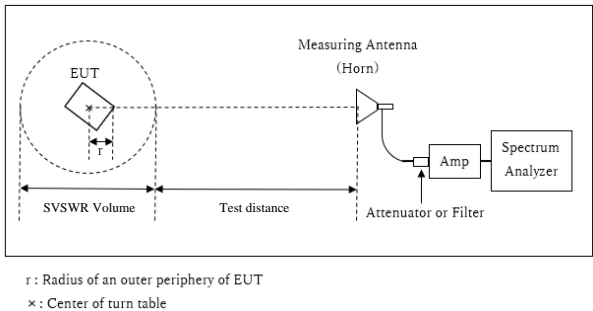 Measuring Antenna
(Horn)
EUT
r
Amp
Spectrum
Analyzer
SVSWR Volume
Test distance
Attenuator or Filter
r : Radius of an outer periphery of EUT
× : Center of turn table